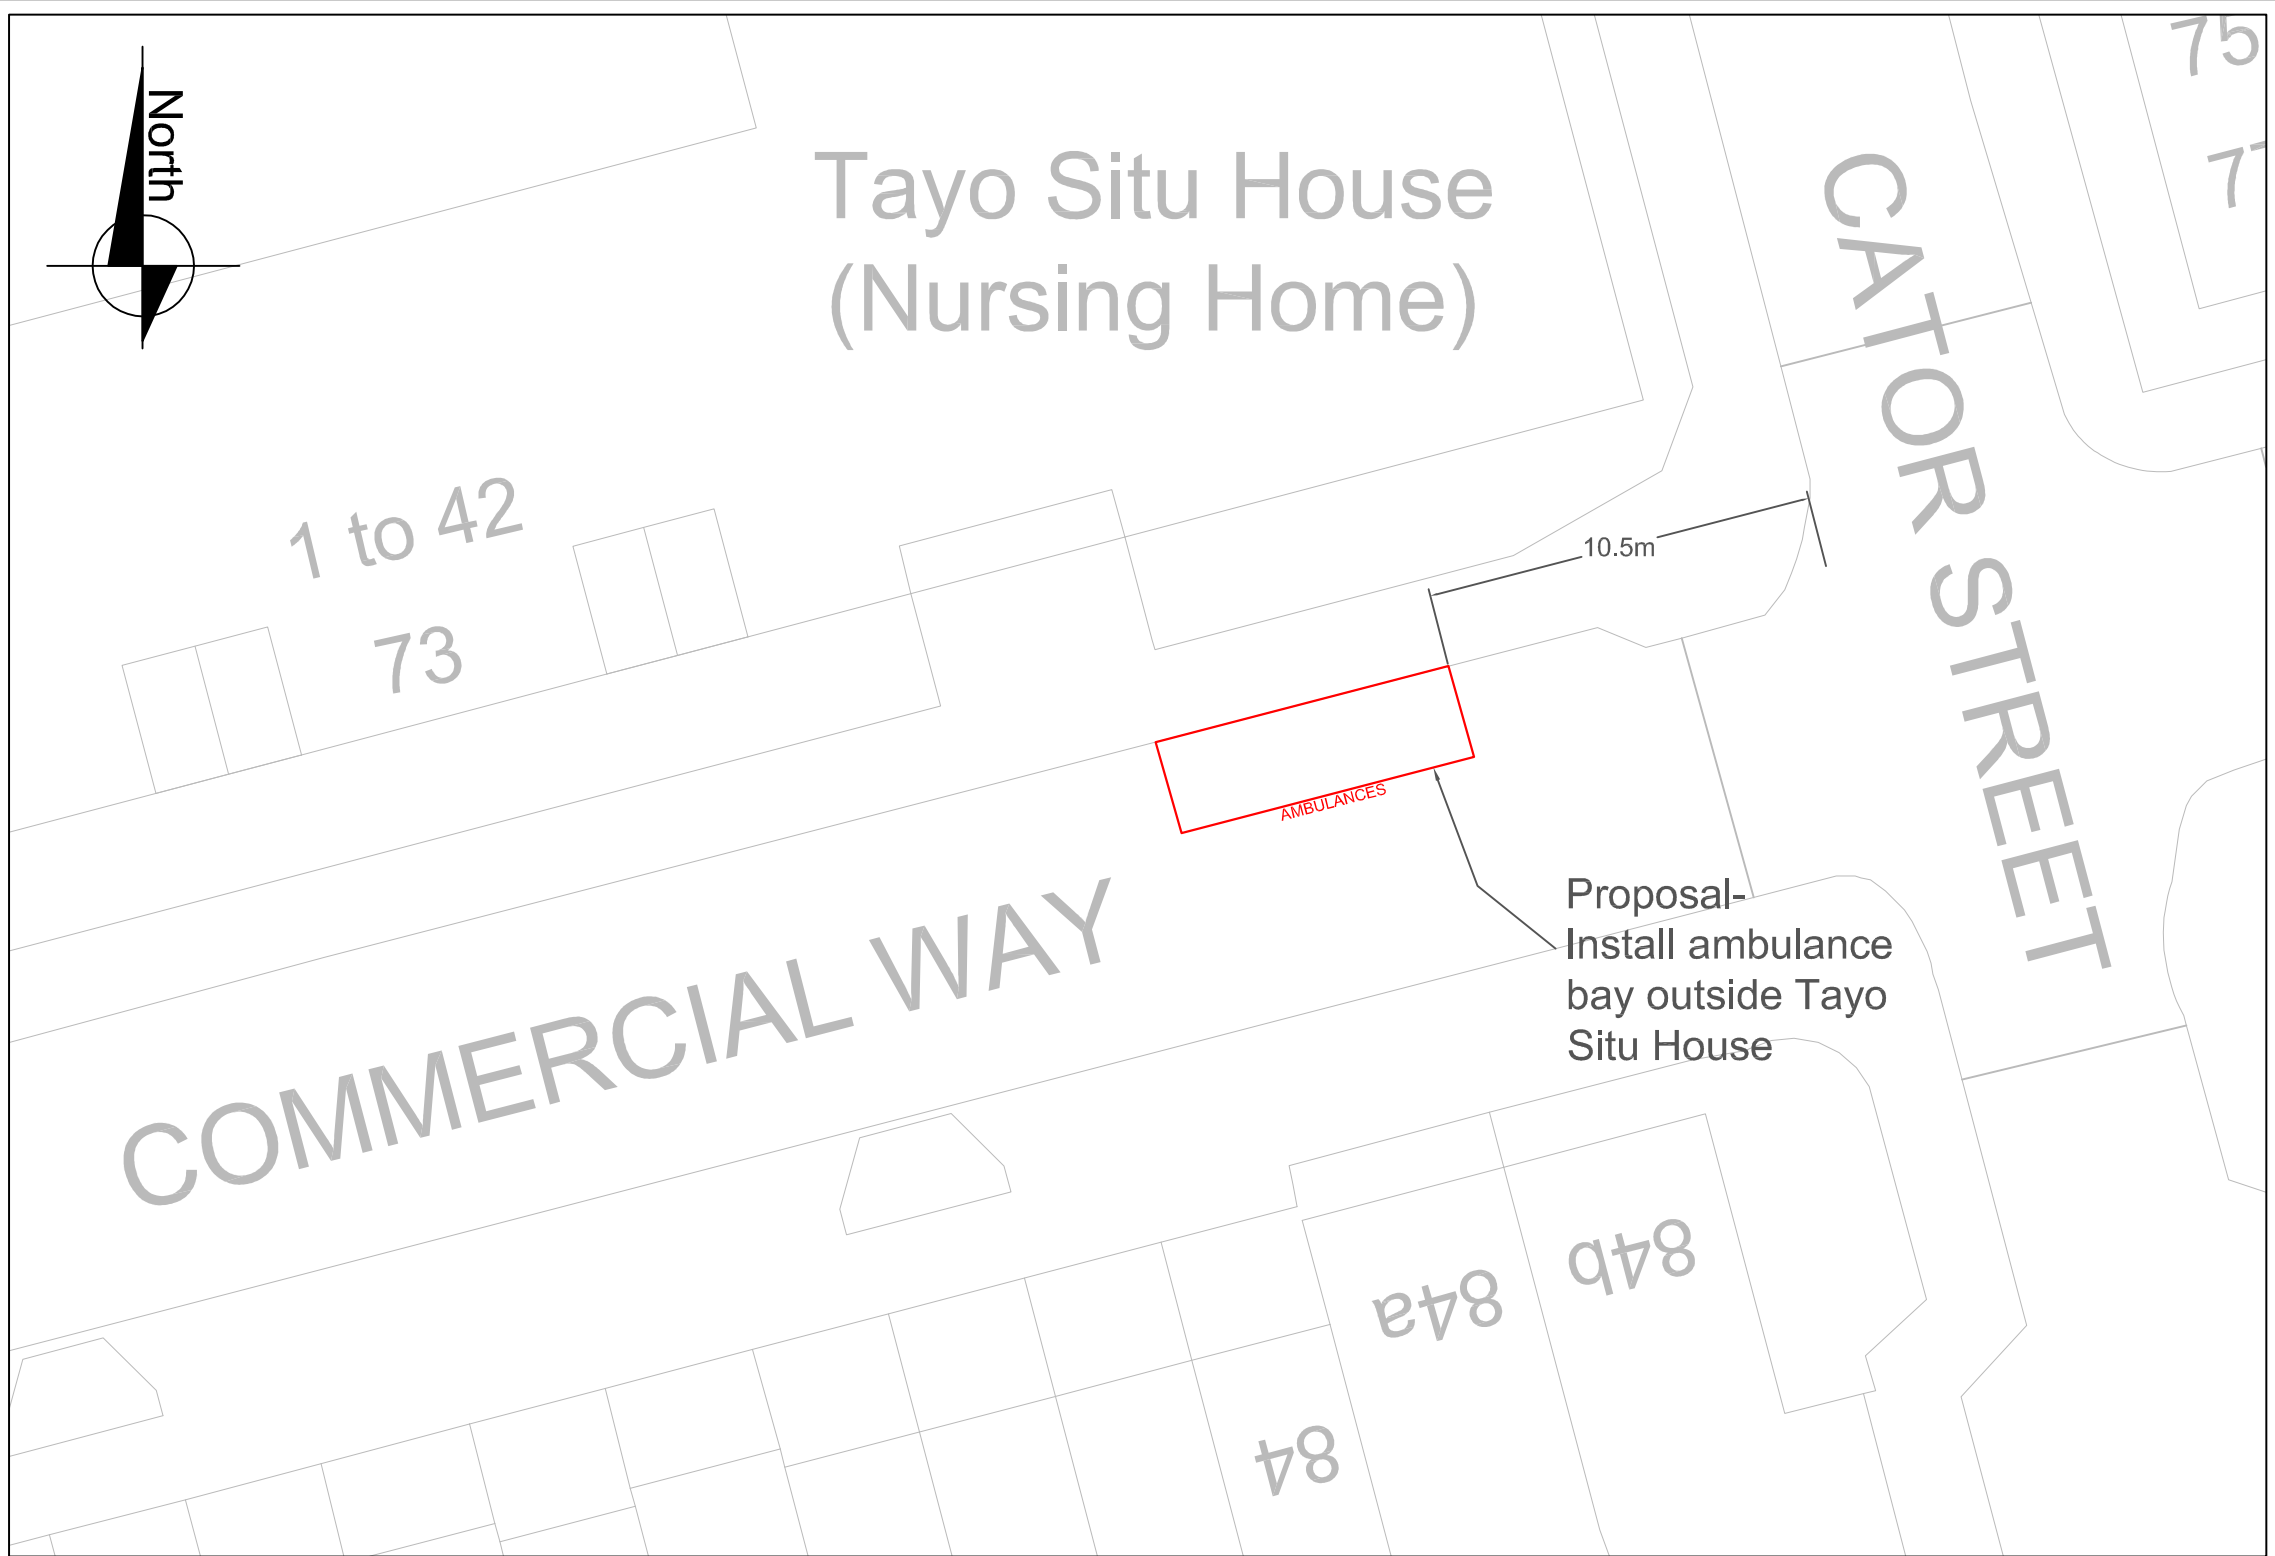 North
75
Tayo Situ House
(Nursing Home)
CATOR STREET
1 to 42
73
10.5m
AMBULANCES
COMMERCIAL WAY
Proposal-
Install ambulance
bay outside Tayo
Situ House
84b
84a
84